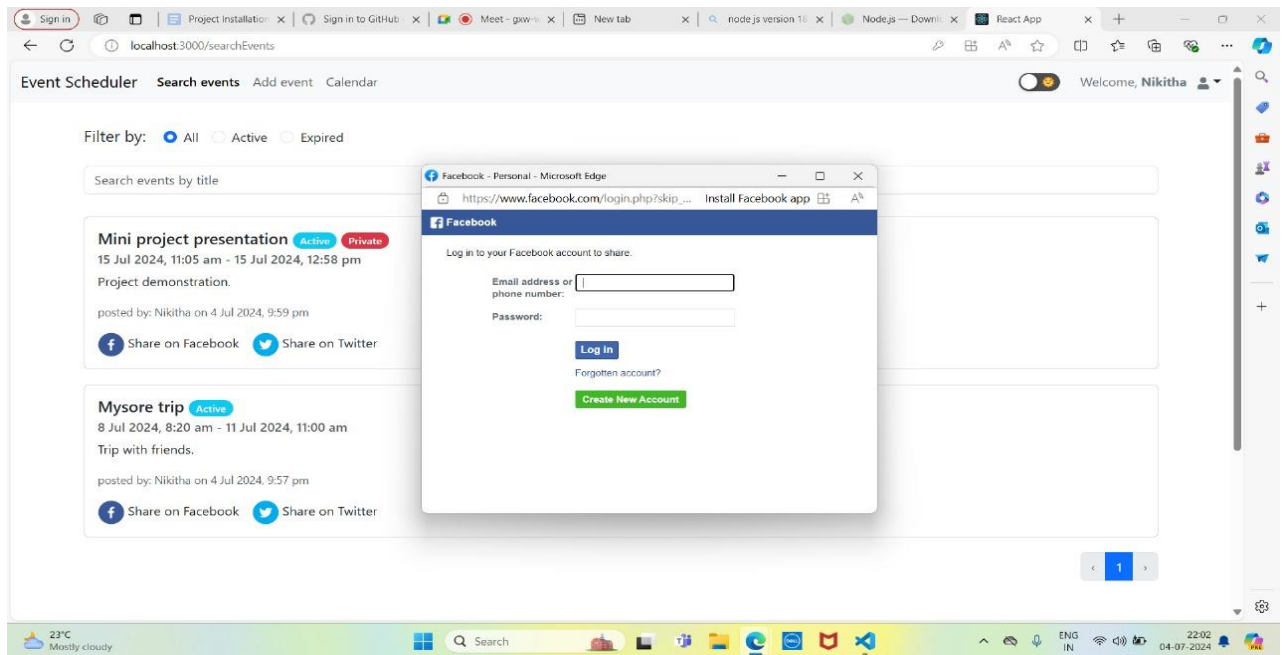 Sign in
Project Installation
Sign in to GitHub
Meet - gxw-
New tab
node js version 18
Node.js — Downl
React App
localhost:3000/searchEvents
Event Scheduler Search events Add event Calendar
Welcome, Nikitha
Filter by: All Active Expired
Search events by title
Mini project presentation Active Private
15 Jul 2024, 11:05 am - 15 Jul 2024, 12:58 pm
Project demonstration.
posted by: Nikitha on 4 Jul 2024, 9:59 pm
Share on Facebook Share on Twitter
Mysore trip Active
8 Jul 2024, 8:20 am - 11 Jul 2024, 11:00 am
Trip with friends.
posted by: Nikitha on 4 Jul 2024, 9:57 pm
Share on Facebook Share on Twitter
Facebook - Personal - Microsoft Edge
https://www.facebook.com/login.php?skip_... Install Facebook app
Facebook
Log in to your Facebook account to share.
Email address or
phone number:
Password:
Log In
Forgotten account?
Create New Account
‹ 1 ›
23°C
Mostly cloudy
Search
ENG
IN
22:02
04-07-2024